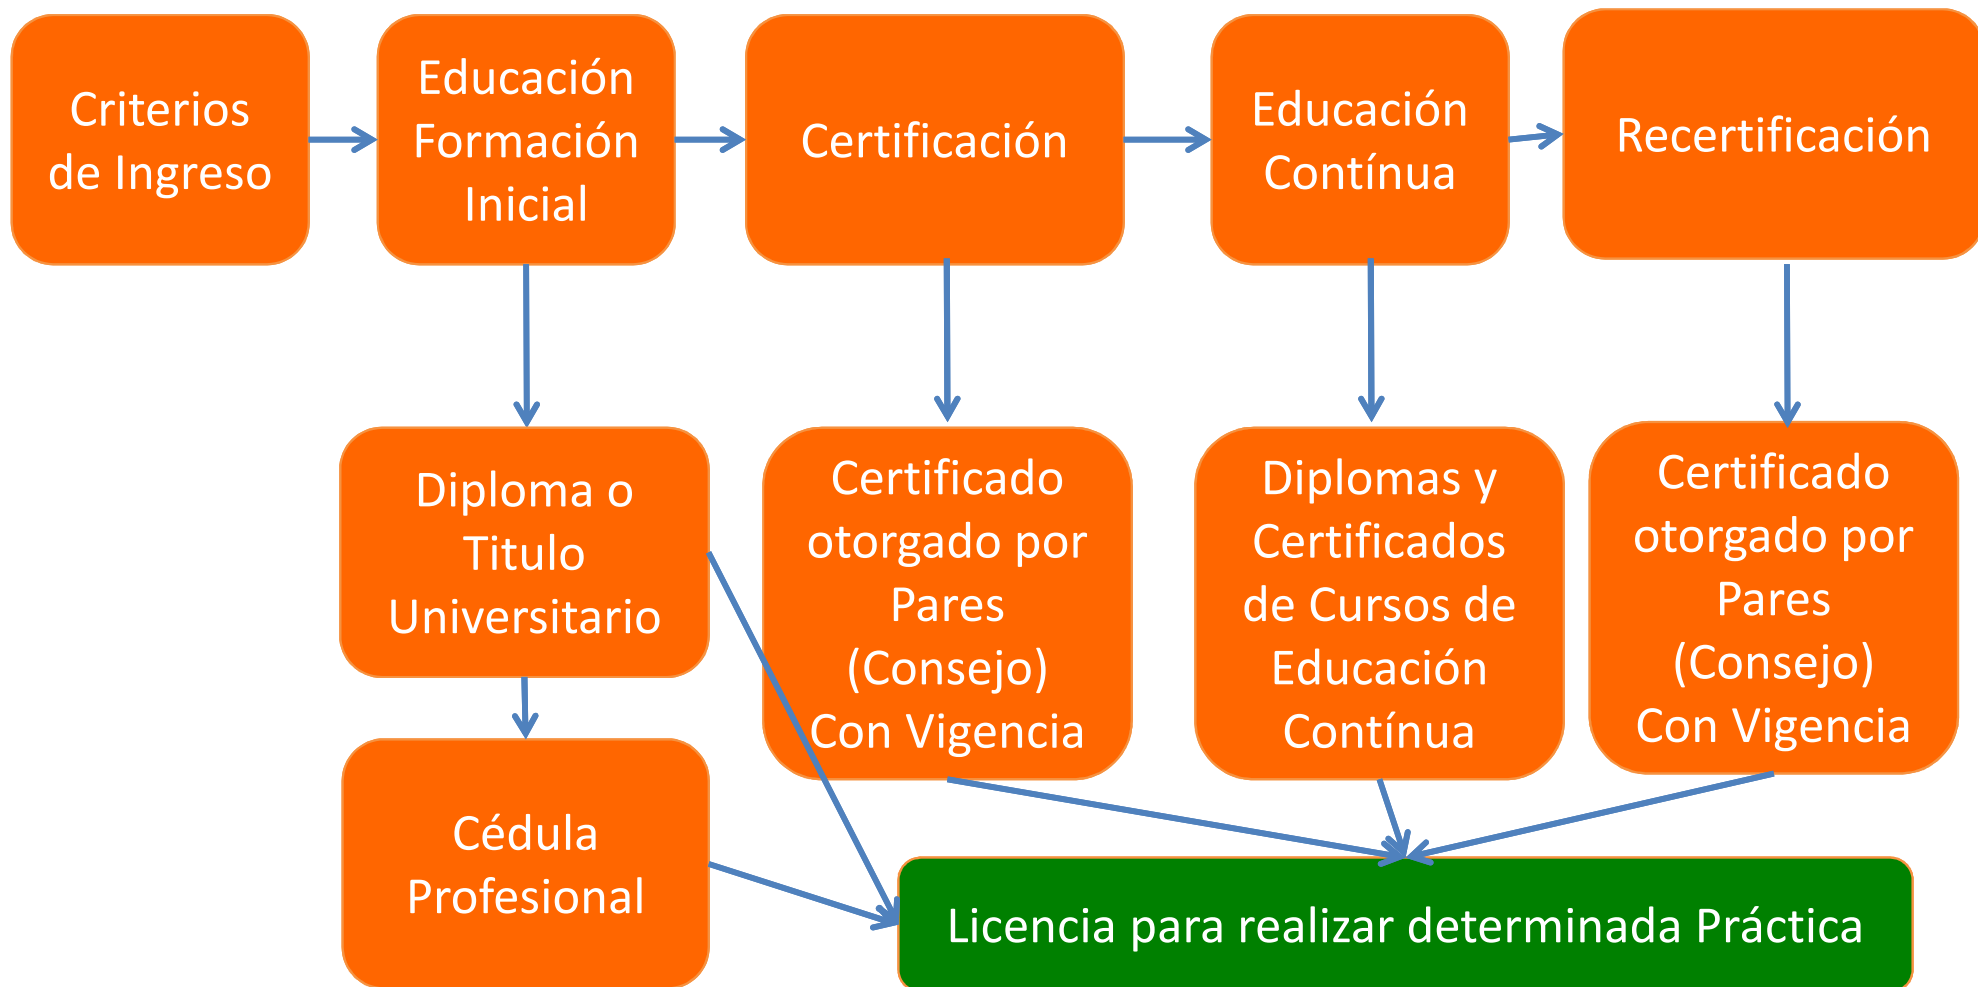 Criterios
de Ingreso
Educación
Formación
Inicial
Certificación
Educación
Contínua
Recertificación
Diploma o
Titulo
Universitario
Certificado
otorgado por
Pares
(Consejo)
Con Vigencia
Diplomas y
Certificados
de Cursos de
Educación
Contínua
Certificado
otorgado por
Pares
(Consejo)
Con Vigencia
Cédula
Profesional
Licencia para realizar determinada Práctica